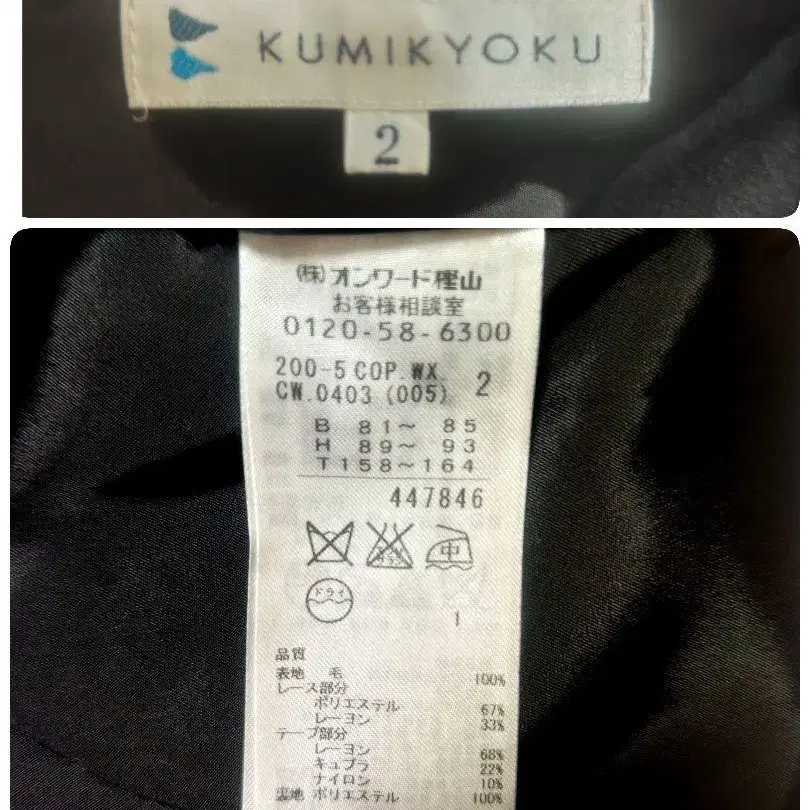 KUMIKYOKU
2
(株)オンワード樫山
お客様相談室
0120-58-6300
200-5 COP.WX. 2
CW.0403 (005)
B 81~ 85
H 89~ 93
T158~164
447846
中
ドライ
1
品質
表地 毛 100%
レース部分
ポリエステル 67%
レーヨン 33%
テープ部分
レーヨン 68%
キュプラ 22%
ナイロン 10%
裏地 ポリエステル 100%